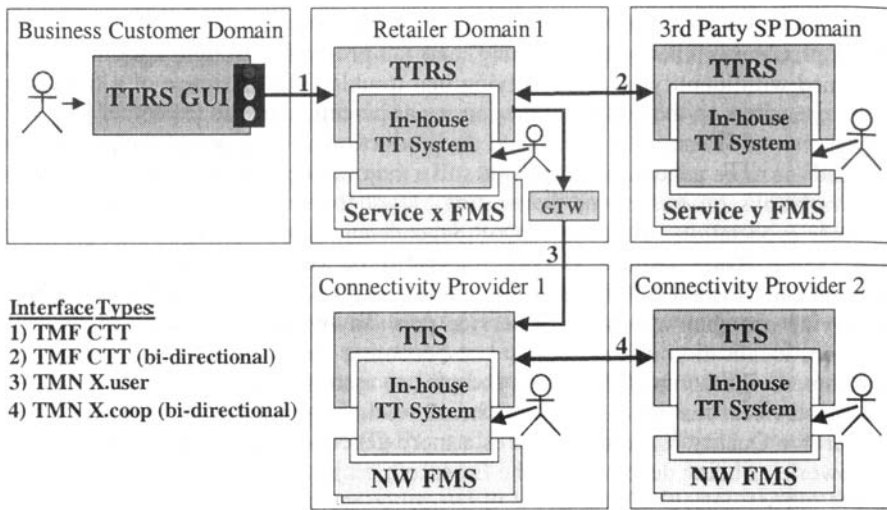 Business Customer Domain
TTRS GUI
1
Retailer Domain 1
TTRS
In-house
TT System
Service x FMS
GTW
2
3rd Party SP Domain
TTRS
In-house
TT System
Service y FMS
3
Interface Types:
1) TMF CTT
2) TMF CTT (bi-directional)
3) TMN X.user
4) TMN X.coop (bi-directional)
Connectivity Provider 1
TTS
In-house
TT System
NW FMS
4
Connectivity Provider 2
TTS
In-house
TT System
NW FMS